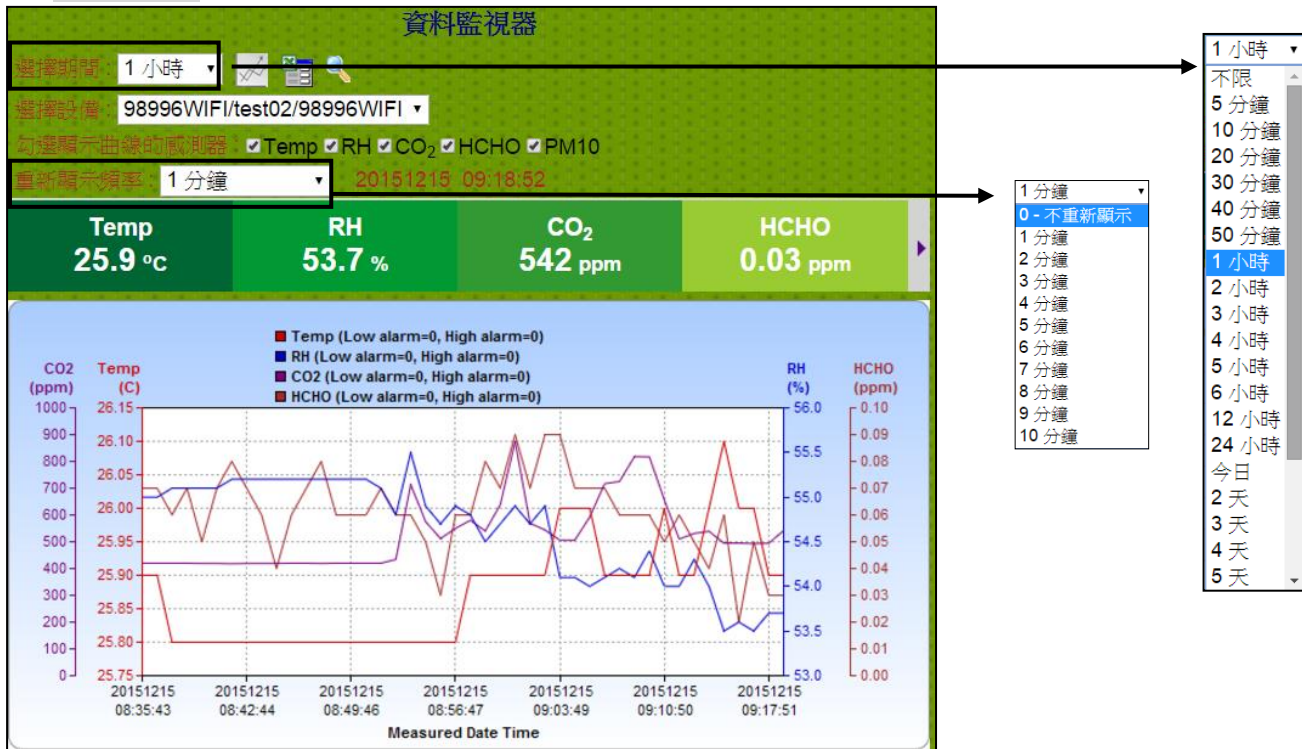 資料監視器
選擇期間： 1 小時
選擇設備： 98996WIFI/test02/98996WIFI
勾選顯示曲線的感測器： Temp RH CO₂ HCHO PM10
重新顯示頻率： 1 分鐘 20151215 09:18:52
Temp RH CO₂ HCHO
25.9 ºC 53.7 % 542 ppm 0.03 ppm
Temp (Low alarm=0, High alarm=0)
RH (Low alarm=0, High alarm=0)
CO2 (Low alarm=0, High alarm=0)
HCHO (Low alarm=0, High alarm=0)
CO2 Temp RH HCHO
(ppm) (C) (%) (ppm)
1000 26.15 56.0 0.10
900 26.10 0.09
800 26.05 55.5 0.08
700 26.00 55.0 0.07
600 0.06
500 25.95 54.5 0.05
400 25.90 54.0 0.04
300 25.85 0.03
200 25.80 53.5 0.02
100 0.01
0 25.75 53.0 0.00
20151215 20151215 20151215 20151215 20151215 20151215 20151215
08:35:43 08:42:44 08:49:46 08:56:47 09:03:49 09:10:50 09:17:51
Measured Date Time
1 分鐘
0 - 不重新顯示
1 分鐘
2 分鐘
3 分鐘
4 分鐘
5 分鐘
6 分鐘
7 分鐘
8 分鐘
9 分鐘
10 分鐘
1 小時
不限
5 分鐘
10 分鐘
20 分鐘
30 分鐘
40 分鐘
50 分鐘
1 小時
2 小時
3 小時
4 小時
5 小時
6 小時
12 小時
24 小時
今日
2 天
3 天
4 天
5 天